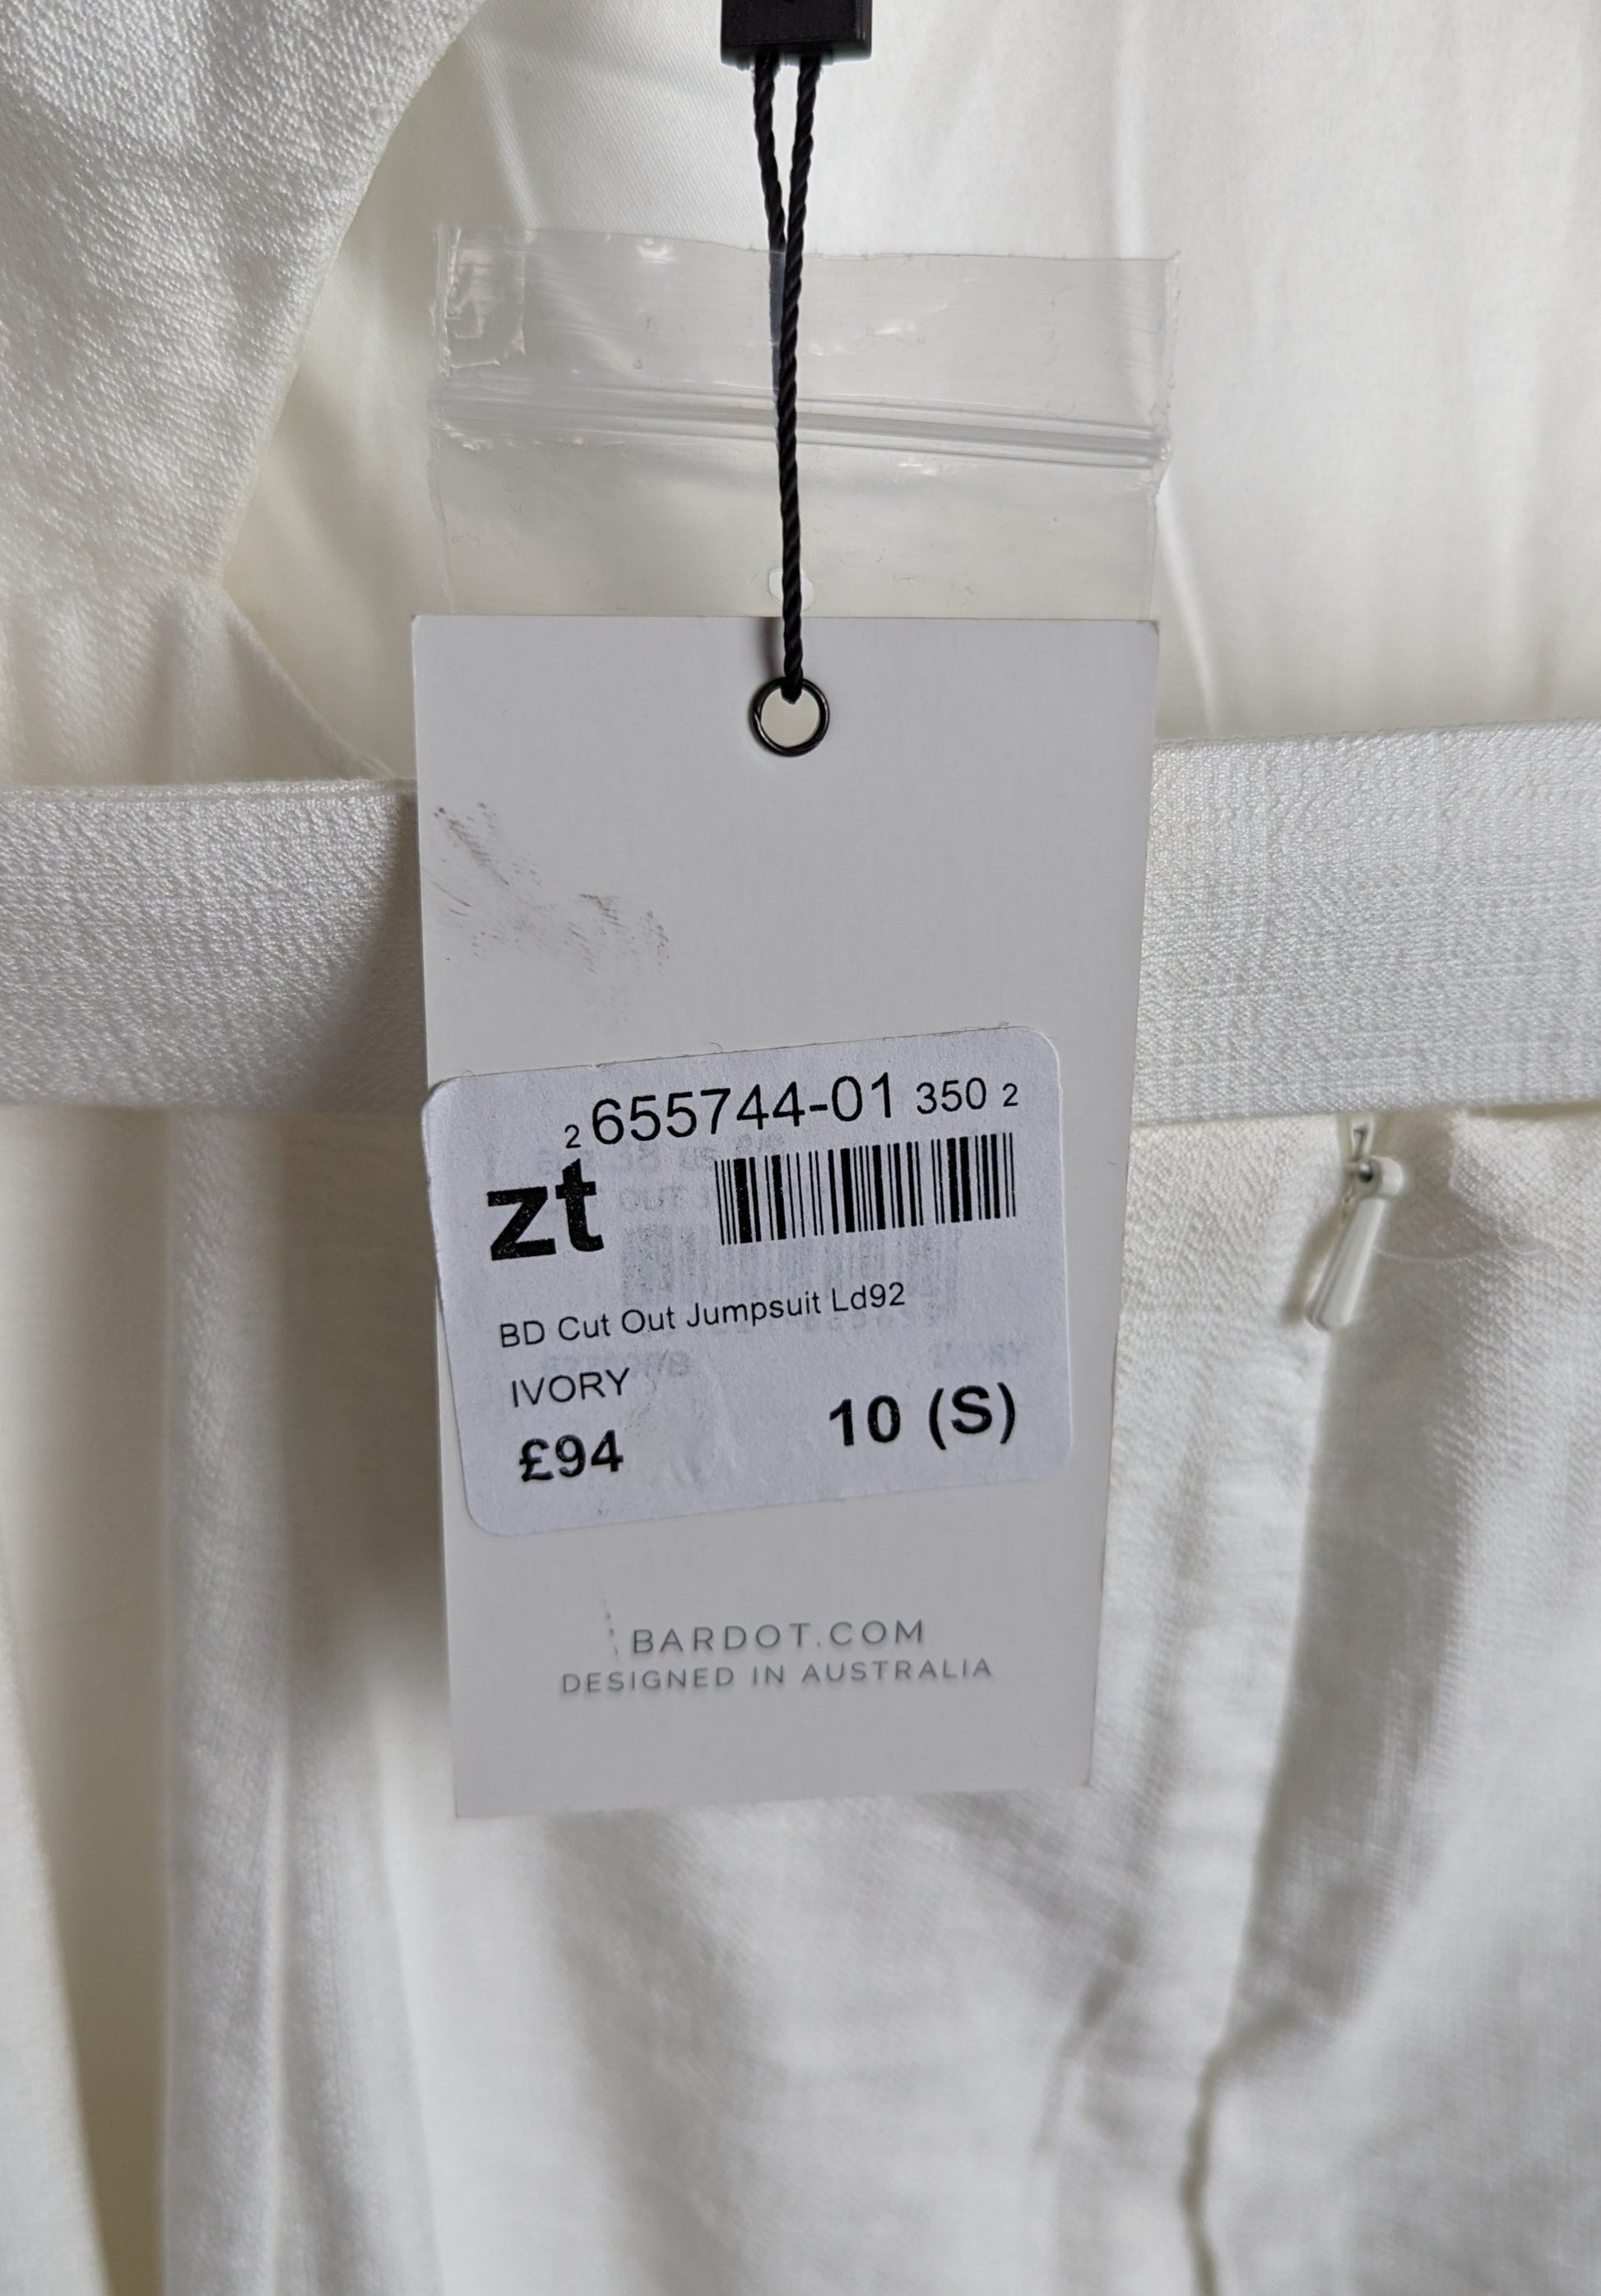 2 655744-01 350 2
zt
BD Cut Out Jumpsuit Ld92
IVORY
£94 10 (S)
BARDOT.COM
DESIGNED IN AUSTRALIA